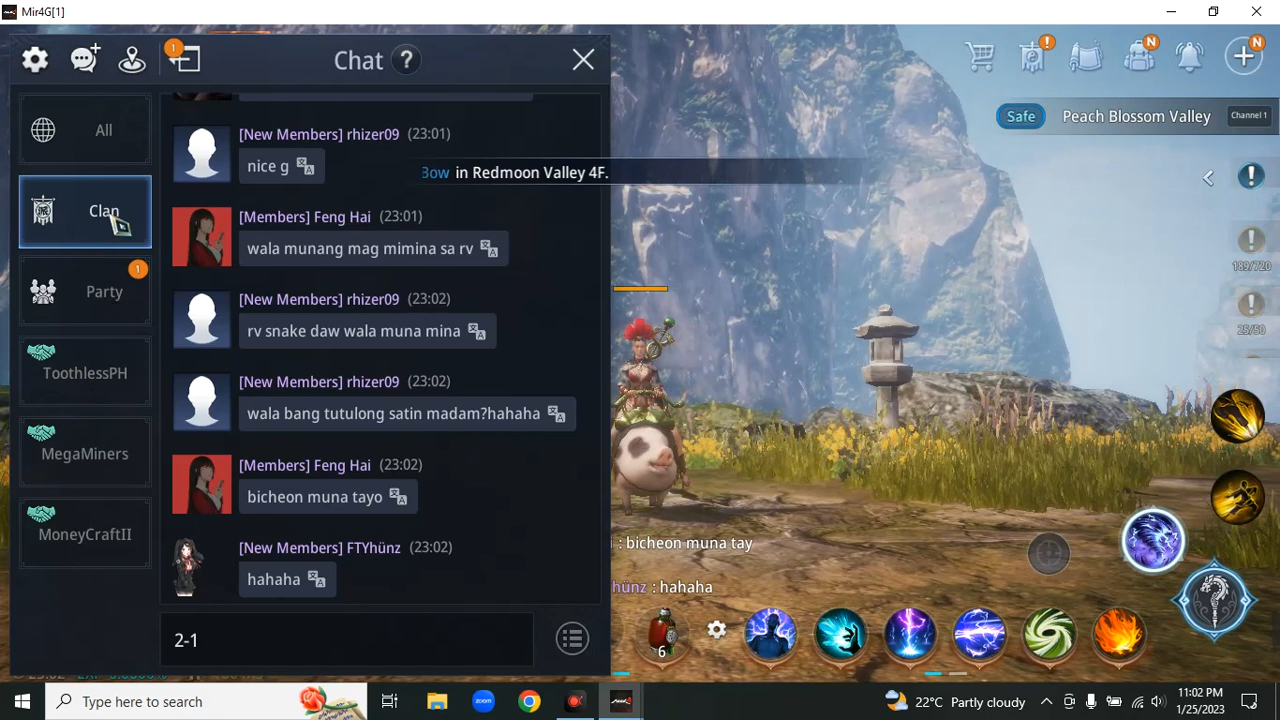 Mir4G[1]
1
Chat ?
N
N
Safe
Peach Blossom Valley
Channel 1
All
[New Members] rhizer09 (23:01)
nice g
Bow in Redmoon Valley 4F.
Clan
[Members] Feng Hai (23:01)
wala munang mag mimina sa rv
189/720
Party
1
[New Members] rhizer09 (23:02)
rv snake daw wala muna mina
25/50
ToothlessPH
[New Members] rhizer09 (23:02)
wala bang tutulong satin madam?hahaha
MegaMiners
[Members] Feng Hai (23:02)
bicheon muna tayo
MoneyCraftII
[New Members] FTYhünz (23:02)
hahaha
: bicheon muna tay
hünz : hahaha
2-1
6
Type here to search
zoom
22°C Partly cloudy
11:02 PM
1/25/2023